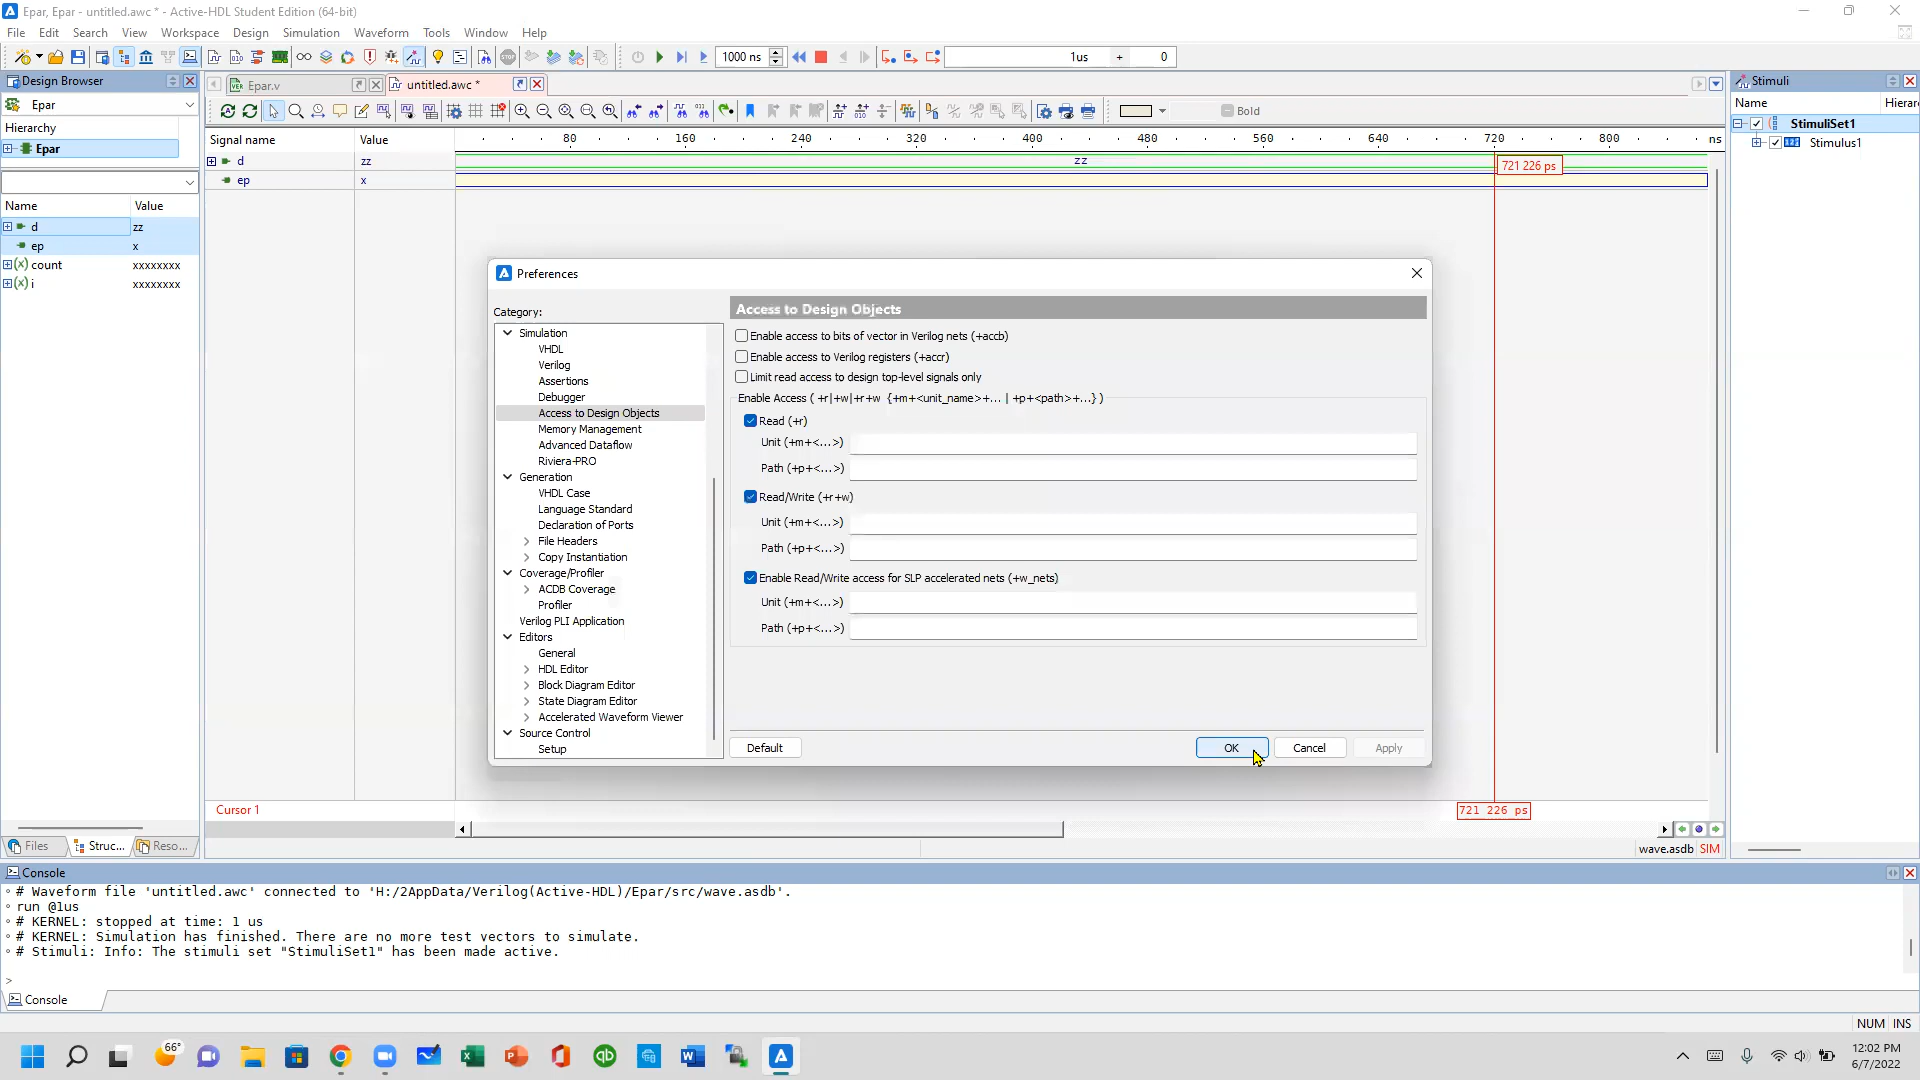 Epar, Epar - untitled.awc * - Active-HDL Student Edition (64-bit)
File Edit Search View Workspace Design Simulation Waveform Tools Window Help
1000 ns 1us + 0
Design Browser
Epar
Hierarchy
Epar
Name Value
d zz
ep x
count xxxxxxxx
i xxxxxxxx
Files Struc... Reso...
Epar.v untitled.awc *
Bold
Signal name Value 80 160 240 320 400 480 560 640 720 800 ns
d zz zz
721 226 ps
ep x
Stimuli
Name Hierar
StimuliSet1
Stimulus1
Preferences
Category:
Simulation
VHDL
Verilog
Assertions
Debugger
Access to Design Objects
Memory Management
Advanced Dataflow
Riviera-PRO
Generation
VHDL Case
Language Standard
Declaration of Ports
File Headers
Copy Instantiation
Coverage/Profiler
ACDB Coverage
Profiler
Verilog PLI Application
Editors
General
HDL Editor
Block Diagram Editor
State Diagram Editor
Accelerated Waveform Viewer
Source Control
Setup
Access to Design Objects
Enable access to bits of vector in Verilog nets (+accb)
Enable access to Verilog registers (+accr)
Limit read access to design top-level signals only
Enable Access ( +r|+w|+r+w {+m+<unit_name>+... | +p+<path>+...} )
Read (+r)
Unit (+m+<...>)
Path (+p+<...>)
Read/Write (+r+w)
Unit (+m+<...>)
Path (+p+<...>)
Enable Read/Write access for SLP accelerated nets (+w_nets)
Unit (+m+<...>)
Path (+p+<...>)
Default OK Cancel Apply
Cursor 1 721 226 ps
wave.asdb SIM
Console
# Waveform file 'untitled.awc' connected to 'H:/2AppData/Verilog(Active-HDL)/Epar/src/wave.asdb'.
run @1us
# KERNEL: stopped at time: 1 us
# KERNEL: Simulation has finished. There are no more test vectors to simulate.
# Stimuli: Info: The stimuli set "StimuliSet1" has been made active.
>
Console
NUM INS
66°
12:02 PM
6/7/2022